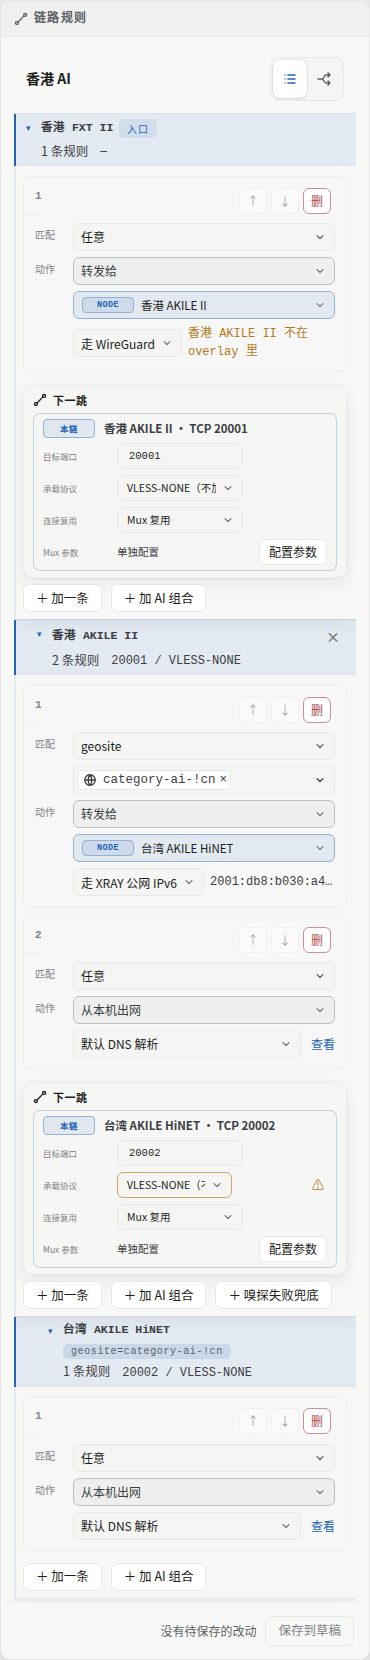 链路规则
香港 AI
香港 FXT II 入口
1 条规则 —
1 ↑ ↓ 删
匹配 任意
动作 转发给
NODE 香港 AKILE II
走 WireGuard 香港 AKILE II 不在
overlay 里
下一跳
本链 香港 AKILE II • TCP 20001
目标端口 20001
承载协议 VLESS-NONE（不加
连接复用 Mux 复用
Mux 参数 单独配置 配置参数
＋ 加一条 ＋ 加 AI 组合
香港 AKILE II ×
2 条规则 20001 / VLESS-NONE
1 ↑ ↓ 删
匹配 geosite
category-ai-!cn ×
动作 转发给
NODE 台湾 AKILE HiNET
走 XRAY 公网 IPv6 2001:db8:b030:a4…
2 ↑ ↓ 删
匹配 任意
动作 从本机出网
默认 DNS 解析 查看
下一跳
本链 台湾 AKILE HiNET • TCP 20002
目标端口 20002
承载协议 VLESS-NONE（不
连接复用 Mux 复用
Mux 参数 单独配置 配置参数
＋ 加一条 ＋ 加 AI 组合 ＋ 嗅探失败兜底
台湾 AKILE HiNET
geosite=category-ai-!cn
1 条规则 20002 / VLESS-NONE
1 ↑ ↓ 删
匹配 任意
动作 从本机出网
默认 DNS 解析 查看
＋ 加一条 ＋ 加 AI 组合
没有待保存的改动 保存到草稿